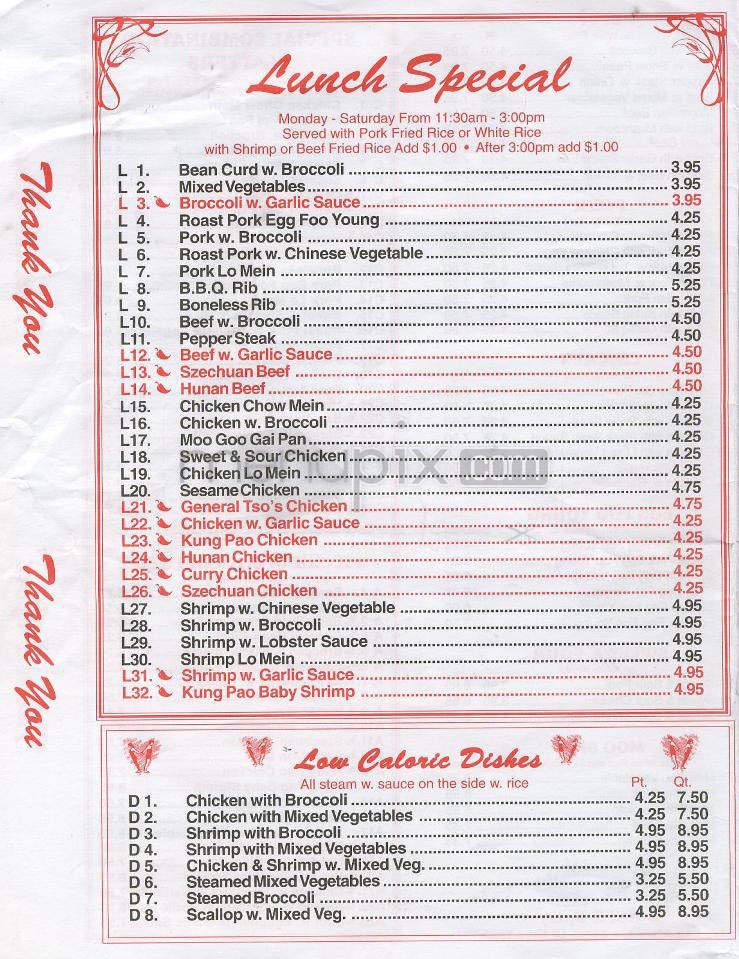 Lunch Special
Monday - Saturday From 11:30am - 3:00pm
Served with Pork Fried Rice or White Rice
with Shrimp or Beef Fried Rice Add $1.00 • After 3:00pm add $1.00
L 1. Bean Curd w. Broccoli 3.95
L 2. Mixed Vegetables 3.95
L 3. Broccoli w. Garlic Sauce 3.95
L 4. Roast Pork Egg Foo Young 4.25
L 5. Pork w. Broccoli 4.25
L 6. Roast Pork w. Chinese Vegetable 4.25
L 7. Pork Lo Mein 4.25
L 8. B.B.Q. Rib 5.25
L 9. Boneless Rib 5.25
L10. Beef w. Broccoli 4.50
L11. Pepper Steak 4.50
L12. Beef w. Garlic Sauce 4.50
L13. Szechuan Beef 4.50
L14. Hunan Beef 4.50
L15. Chicken Chow Mein 4.25
L16. Chicken w. Broccoli 4.25
L17. Moo Goo Gai Pan 4.25
L18. Sweet & Sour Chicken 4.25
L19. Chicken Lo Mein 4.25
L20. Sesame Chicken 4.75
L21. General Tso's Chicken 4.75
L22. Chicken w. Garlic Sauce 4.25
L23. Kung Pao Chicken 4.25
L24. Hunan Chicken 4.25
L25. Curry Chicken 4.25
L26. Szechuan Chicken 4.25
L27. Shrimp w. Chinese Vegetable 4.95
L28. Shrimp w. Broccoli 4.95
L29. Shrimp w. Lobster Sauce 4.95
L30. Shrimp Lo Mein 4.95
L31. Shrimp w. Garlic Sauce 4.95
L32. Kung Pao Baby Shrimp 4.95
menupix.com
Thank You
Thank You
Low Caloric Dishes
All steam w. sauce on the side w. rice Pt. Qt.
D 1. Chicken with Broccoli 4.25 7.50
D 2. Chicken with Mixed Vegetables 4.25 7.50
D 3. Shrimp with Broccoli 4.95 8.95
D 4. Shrimp with Mixed Vegetables 4.95 8.95
D 5. Chicken & Shrimp w. Mixed Veg. 4.95 8.95
D 6. Steamed Mixed Vegetables 3.25 5.50
D 7. Steamed Broccoli 3.25 5.50
D 8. Scallop w. Mixed Veg. 4.95 8.95